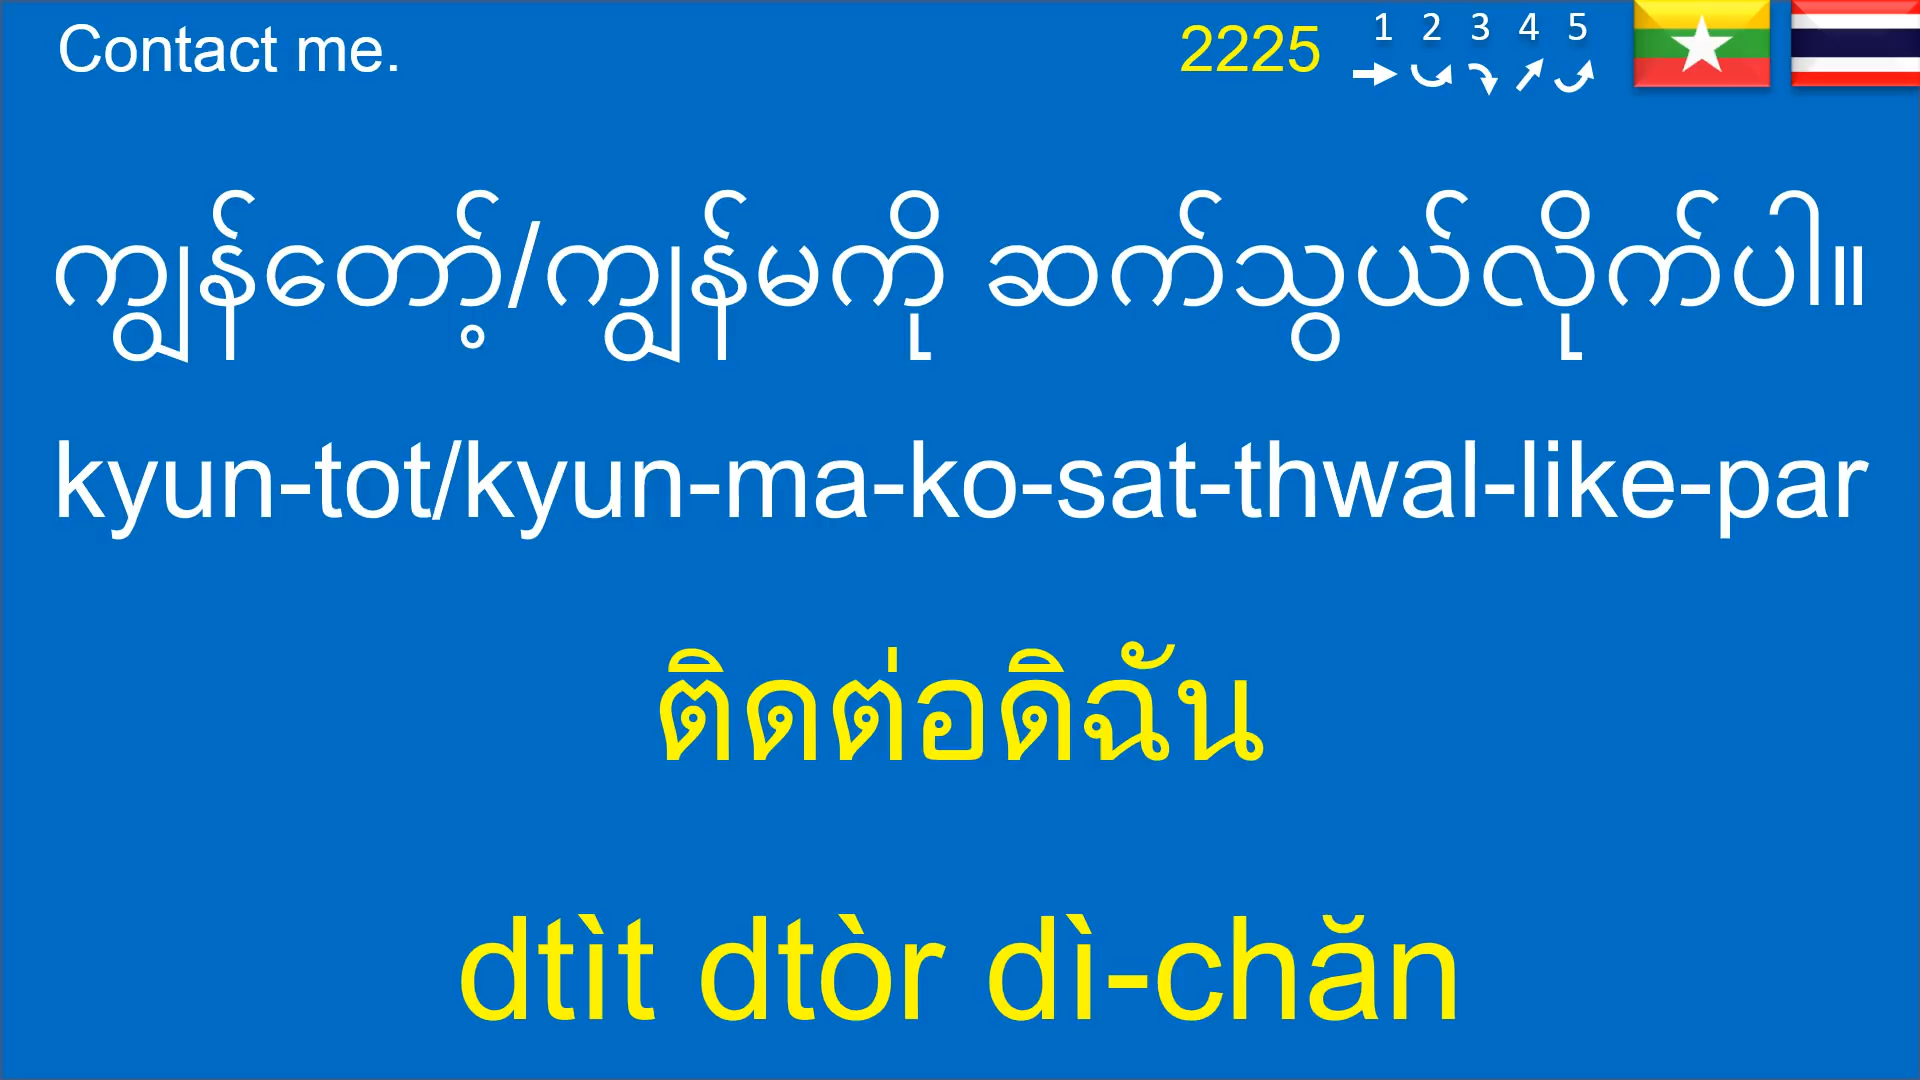 Contact me. 2225 1 2 3 4 5
ကျွန်တော့်/ကျွန်မကို ဆက်သွယ်လိုက်ပါ။
kyun-tot/kyun-ma-ko-sat-thwal-like-par
ติดต่อดิฉัน
dtìt dtòr dì-chăn